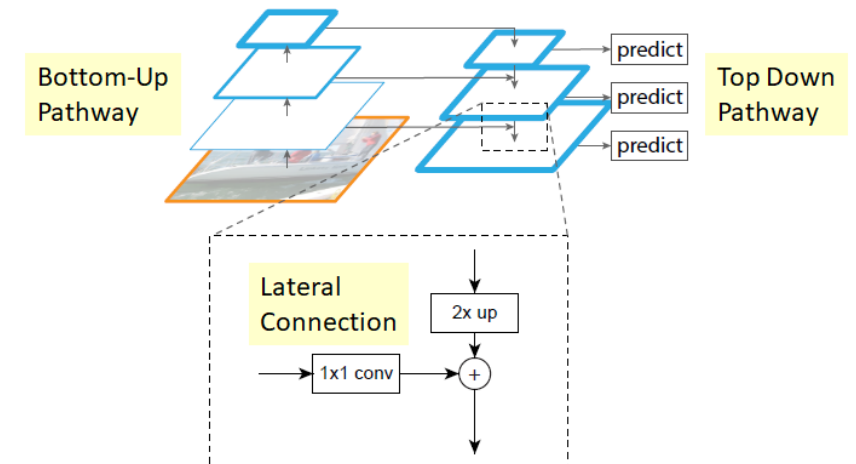 Bottom-Up
Pathway
predict
predict
predict
Top Down
Pathway
Lateral
Connection
2x up
1x1 conv
+